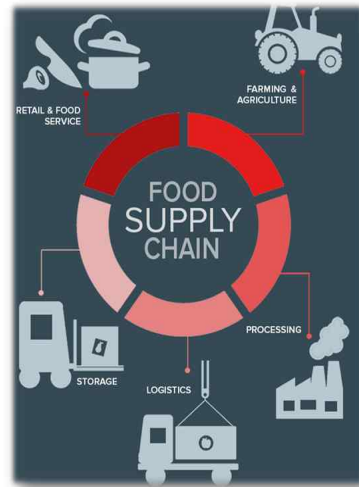 RETAIL & FOOD
SERVICE
FARMING &
AGRICULTURE
FOOD
SUPPLY
CHAIN
PROCESSING
STORAGE
LOGISTICS